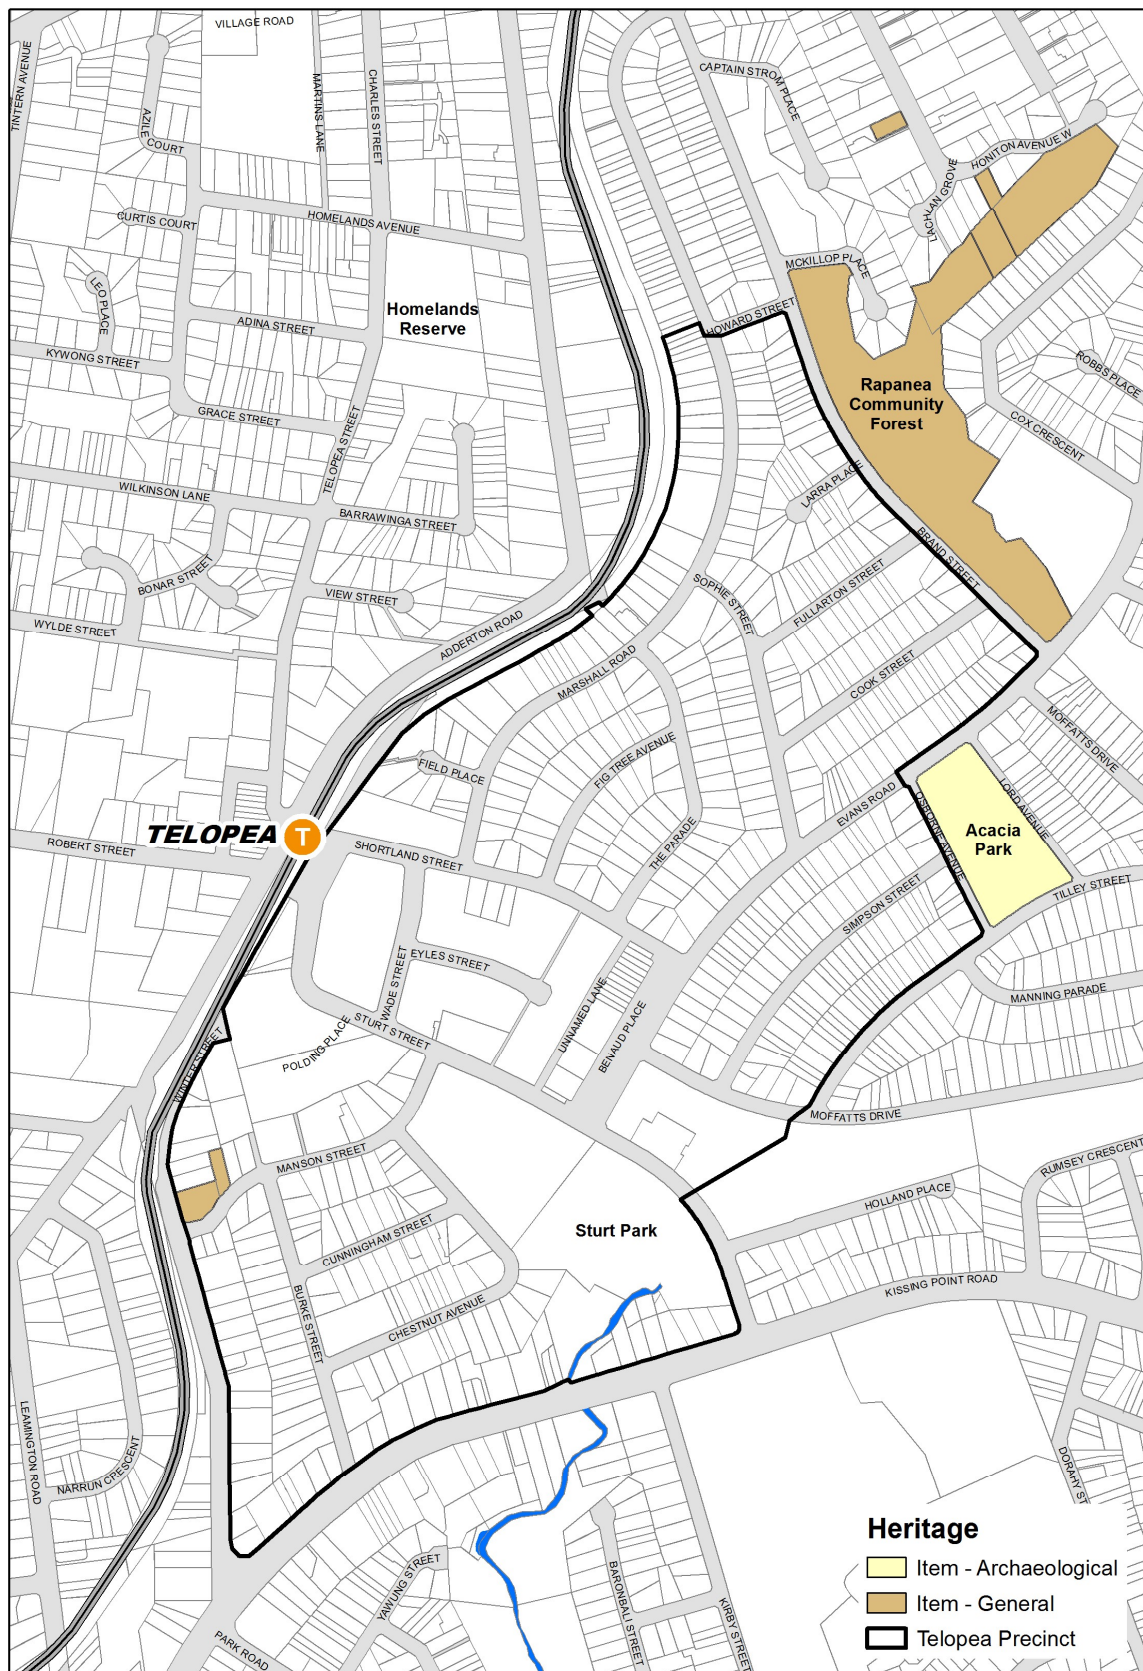 VILLAGE ROAD
TINTERN AVENUE
AZILE COURT
MARTINS LANE
CHARLES STREET
CAPTAIN STROM PLACE
HONITON AVENUE W
LACHLAN GROVE
CURTIS COURT
HOMELANDS AVENUE
MCKILLOP PLACE
LEO PLACE
ADINA STREET
Homelands
Reserve
HOWARD STREET
KYWONG STREET
ROBBS PLACE
Rapanea
Community
Forest
GRACE STREET
COX CRESCENT
TELOPEA STREET
WILKINSON LANE
BARRAWINGA STREET
LARRA PLACE
BRAND STREET
BONAR STREET
VIEW STREET
SOPHIE STREET
FULLARTON STREET
WYLDE STREET
ADDERTON ROAD
MARSHALL ROAD
COOK STREET
MOFFATTS DRIVE
FIELD PLACE
FIG TREE AVENUE
EVANS ROAD
OSBORNE AVENUE
LORD AVENUE
Acacia
Park
TELOPEA
T
ROBERT STREET
SHORTLAND STREET
THE PARADE
SIMPSON STREET
TILLEY STREET
EYLES STREET
WADE STREET
UNNAMED LANE
BENAUD PLACE
MANNING PARADE
STURT STREET
POLDING PLACE
WINTER STREET
MOFFATTS DRIVE
MANSON STREET
RUMSEY CRESCENT
HOLLAND PLACE
Sturt Park
CUNNINGHAM STREET
KISSING POINT ROAD
BURKE STREET
CHESTNUT AVENUE
LEAMINGTON ROAD
NARRUN CRESCENT
DORAHY ST
YAWUNG STREET
BARONBALI STREET
KIRBY STREET
PARK ROAD
Heritage
Item - Archaeological
Item - General
Telopea Precinct